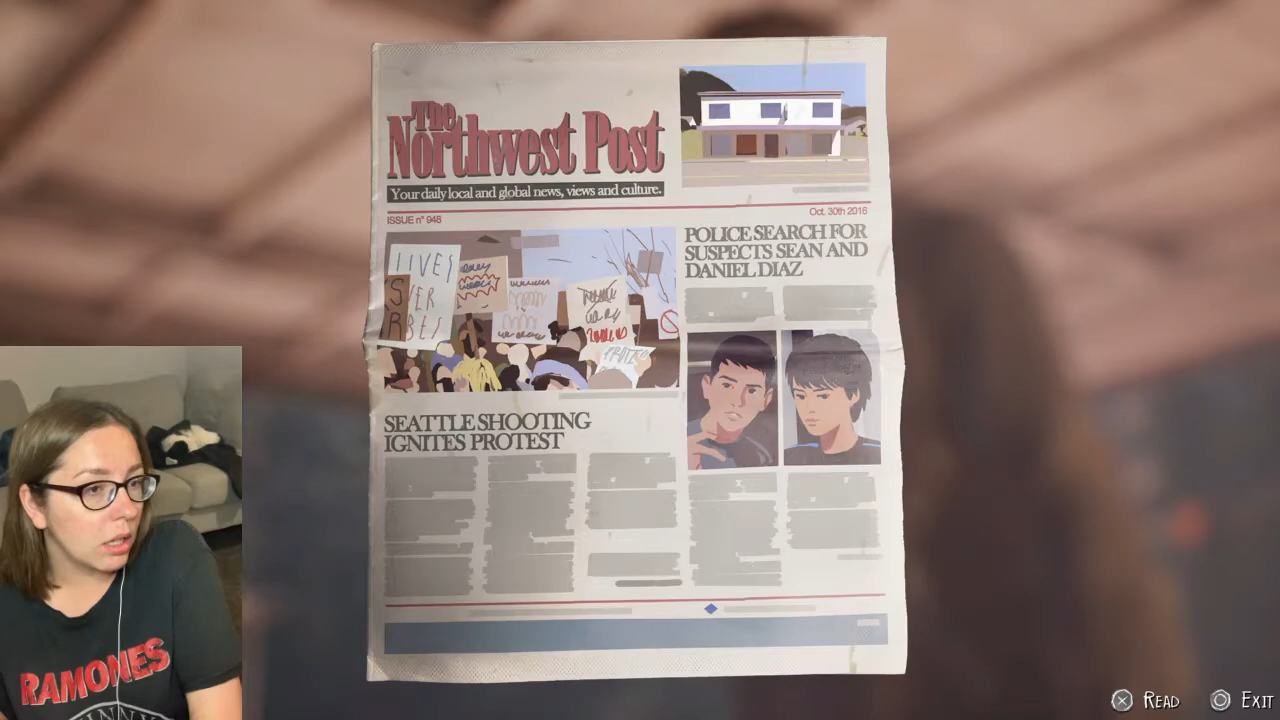 The
Northwest Post
Your daily local and global news, views and culture.
ISSUE n° 948
Oct. 30th 2016
POLICE SEARCH FOR
SUSPECTS SEAN AND
DANIEL DIAZ
LIVES
SEATTLE SHOOTING
IGNITES PROTEST
RAMONES
READ
EXIT